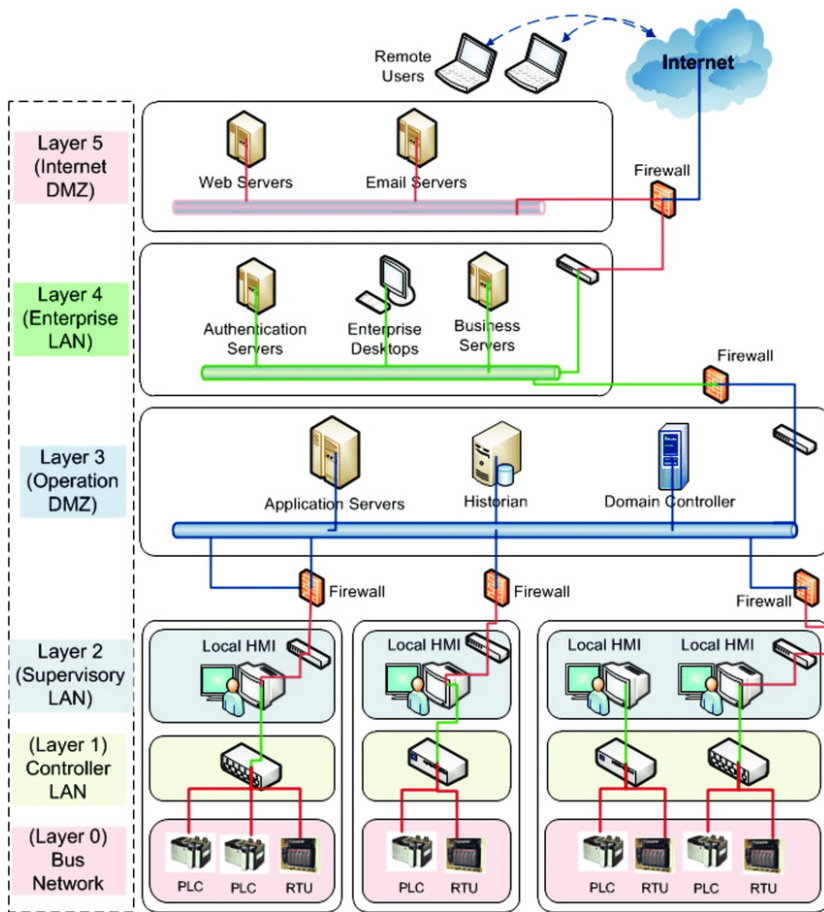 Remote
Users
Internet
Layer 5
(Internet
DMZ)
Web Servers
Email Servers
Firewall
Layer 4
(Enterprise
LAN)
Authentication
Servers
Enterprise
Desktops
Business
Servers
Firewall
Layer 3
(Operation
DMZ)
Application Servers
Historian
Domain Controller
Firewall
Firewall
Firewall
Layer 2
(Supervisory
LAN)
Local HMI
Local HMI
Local HMI
Local HMI
(Layer 1)
Controller
LAN
(Layer 0)
Bus
Network
PLC
PLC
RTU
PLC
RTU
PLC
RTU
PLC
RTU